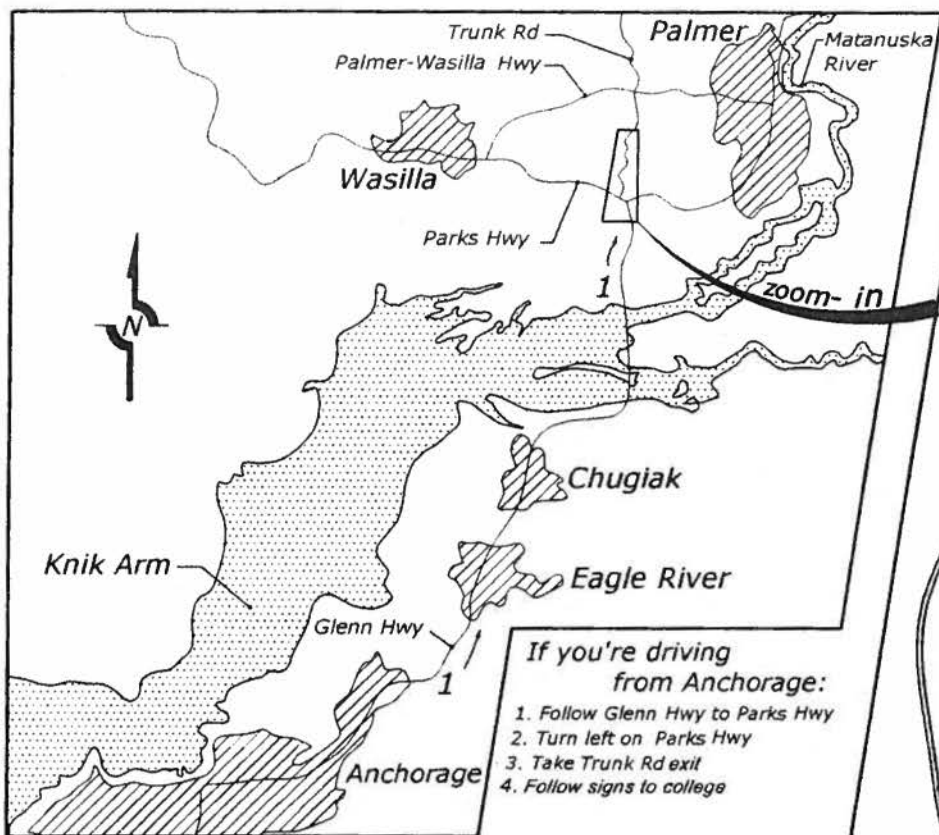 Trunk Rd
Palmer
Palmer-Wasilla Hwy
Matanuska
River
Wasilla
Parks Hwy
1
zoom- in
N
Chugiak
Knik Arm
Eagle River
Glenn Hwy
1
Anchorage
If you're driving
from Anchorage:
1. Follow Glenn Hwy to Parks Hwy
2. Turn left on Parks Hwy
3. Take Trunk Rd exit
4. Follow signs to college